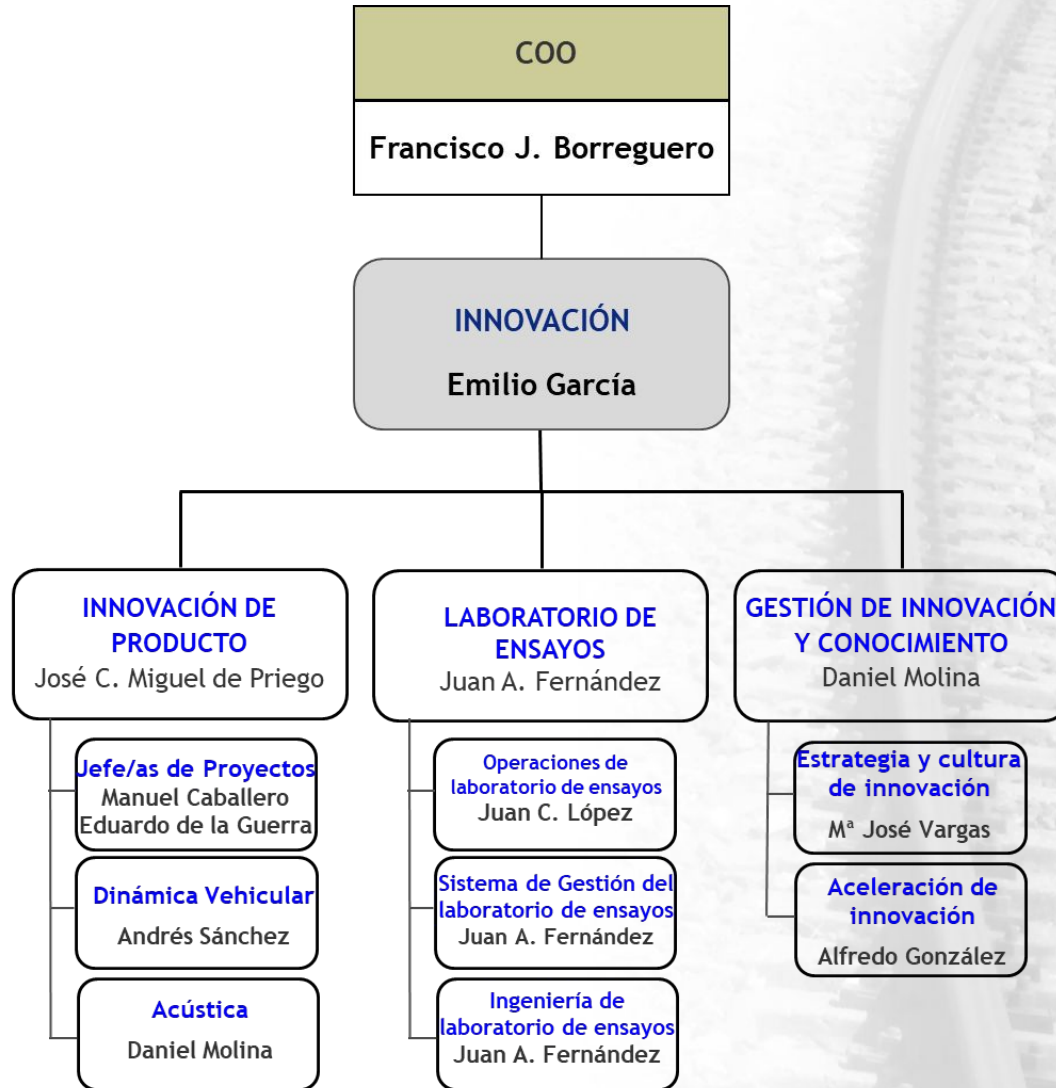 COO
Francisco J. Borreguero
INNOVACIÓN
Emilio García
INNOVACIÓN DE
PRODUCTO
José C. Miguel de Priego
Jefe/as de Proyectos
Manuel Caballero
Eduardo de la Guerra
Dinámica Vehicular
Andrés Sánchez
Acústica
Daniel Molina
LABORATORIO DE
ENSAYOS
Juan A. Fernández
Operaciones de
laboratorio de ensayos
Juan C. López
Sistema de Gestión del
laboratorio de ensayos
Juan A. Fernández
Ingeniería de
laboratorio de ensayos
Juan A. Fernández
GESTIÓN DE INNOVACIÓN
Y CONOCIMIENTO
Daniel Molina
Estrategia y cultura
de innovación
Mª José Vargas
Aceleración de
innovación
Alfredo González